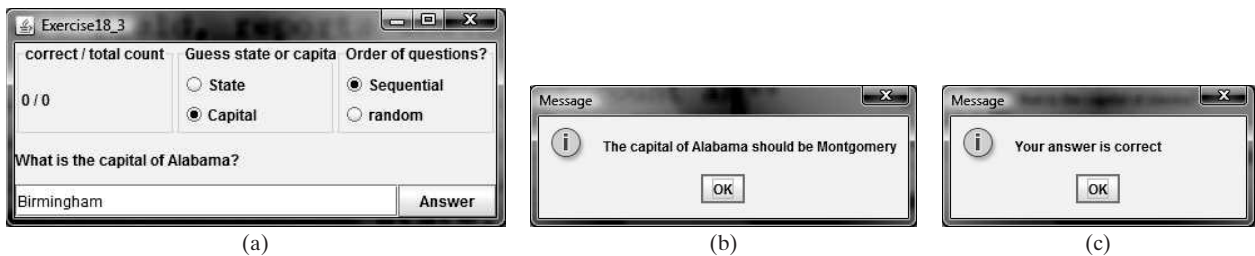 Exercise18_3
correct / total count Guess state or capita Order of questions?
0 / 0
State
Capital
Sequential
random
What is the capital of Alabama?
Birmingham Answer
(a)
Message
i
The capital of Alabama should be Montgomery
OK
(b)
Message
i
Your answer is correct
OK
(c)